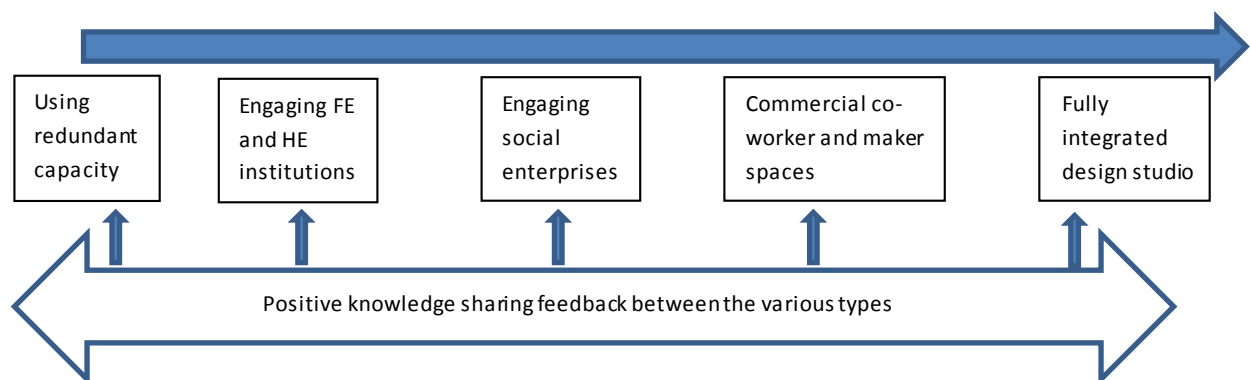 Using
redundant
capacity
Engaging FE
and HE
institutions
Engaging
social
enterprises
Commercial co-
worker and maker
spaces
Fully
integrated
design studio
Positive knowledge sharing feedback between the various types